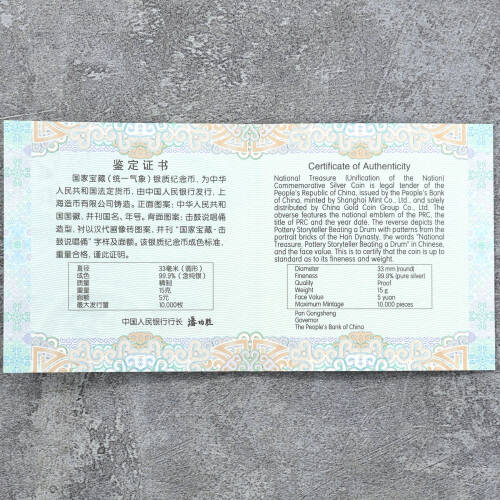 鉴定证书
国家宝藏（统一气象）银质纪念币，为中华
人民共和国法定货币，由中国人民银行发行，上
海造币有限公司铸造。正面图案：中华人民共和
国国徽，并刊国名、年号。背面图案：击鼓说唱俑
造型，衬以汉代画像砖图案，并刊“国家宝藏·击
鼓说唱俑”字样及面额。该银质纪念币成色标准，
重量合格，谨此证明。
直径 33毫米（圆形）
成色 99.9%（含纯银）
质量 精制
重量 15克
面额 5元
最大发行量 10,000枚
中国人民银行行长 潘功胜
Certificate of Authenticity
National Treasure (Unification of the Nation)
Commemorative Silver Coin is legal tender of the
People's Republic of China, issued by the People's Bank
of China, minted by Shanghai Mint Co., Ltd., and solely
distributed by China Gold Coin Group Co., Ltd. The
obverse features the national emblem of the PRC, the
title of PRC and the year date. The reverse depicts the
Pottery Storyteller Beating a Drum with patterns from the
portrait bricks of the Han Dynasty, the words "National
Treasure, Pottery Storyteller Beating a Drum" in Chinese,
and the face value. This is to certify that the coin is up to
standard as to its fineness and weight.
Diameter 33 mm (round)
Fineness 99.9% (pure silver)
Quality Proof
Weight 15 g
Face Value 5 yuan
Maximum Mintage 10,000 pieces
Pan Gongsheng
Governor
The People's Bank of China